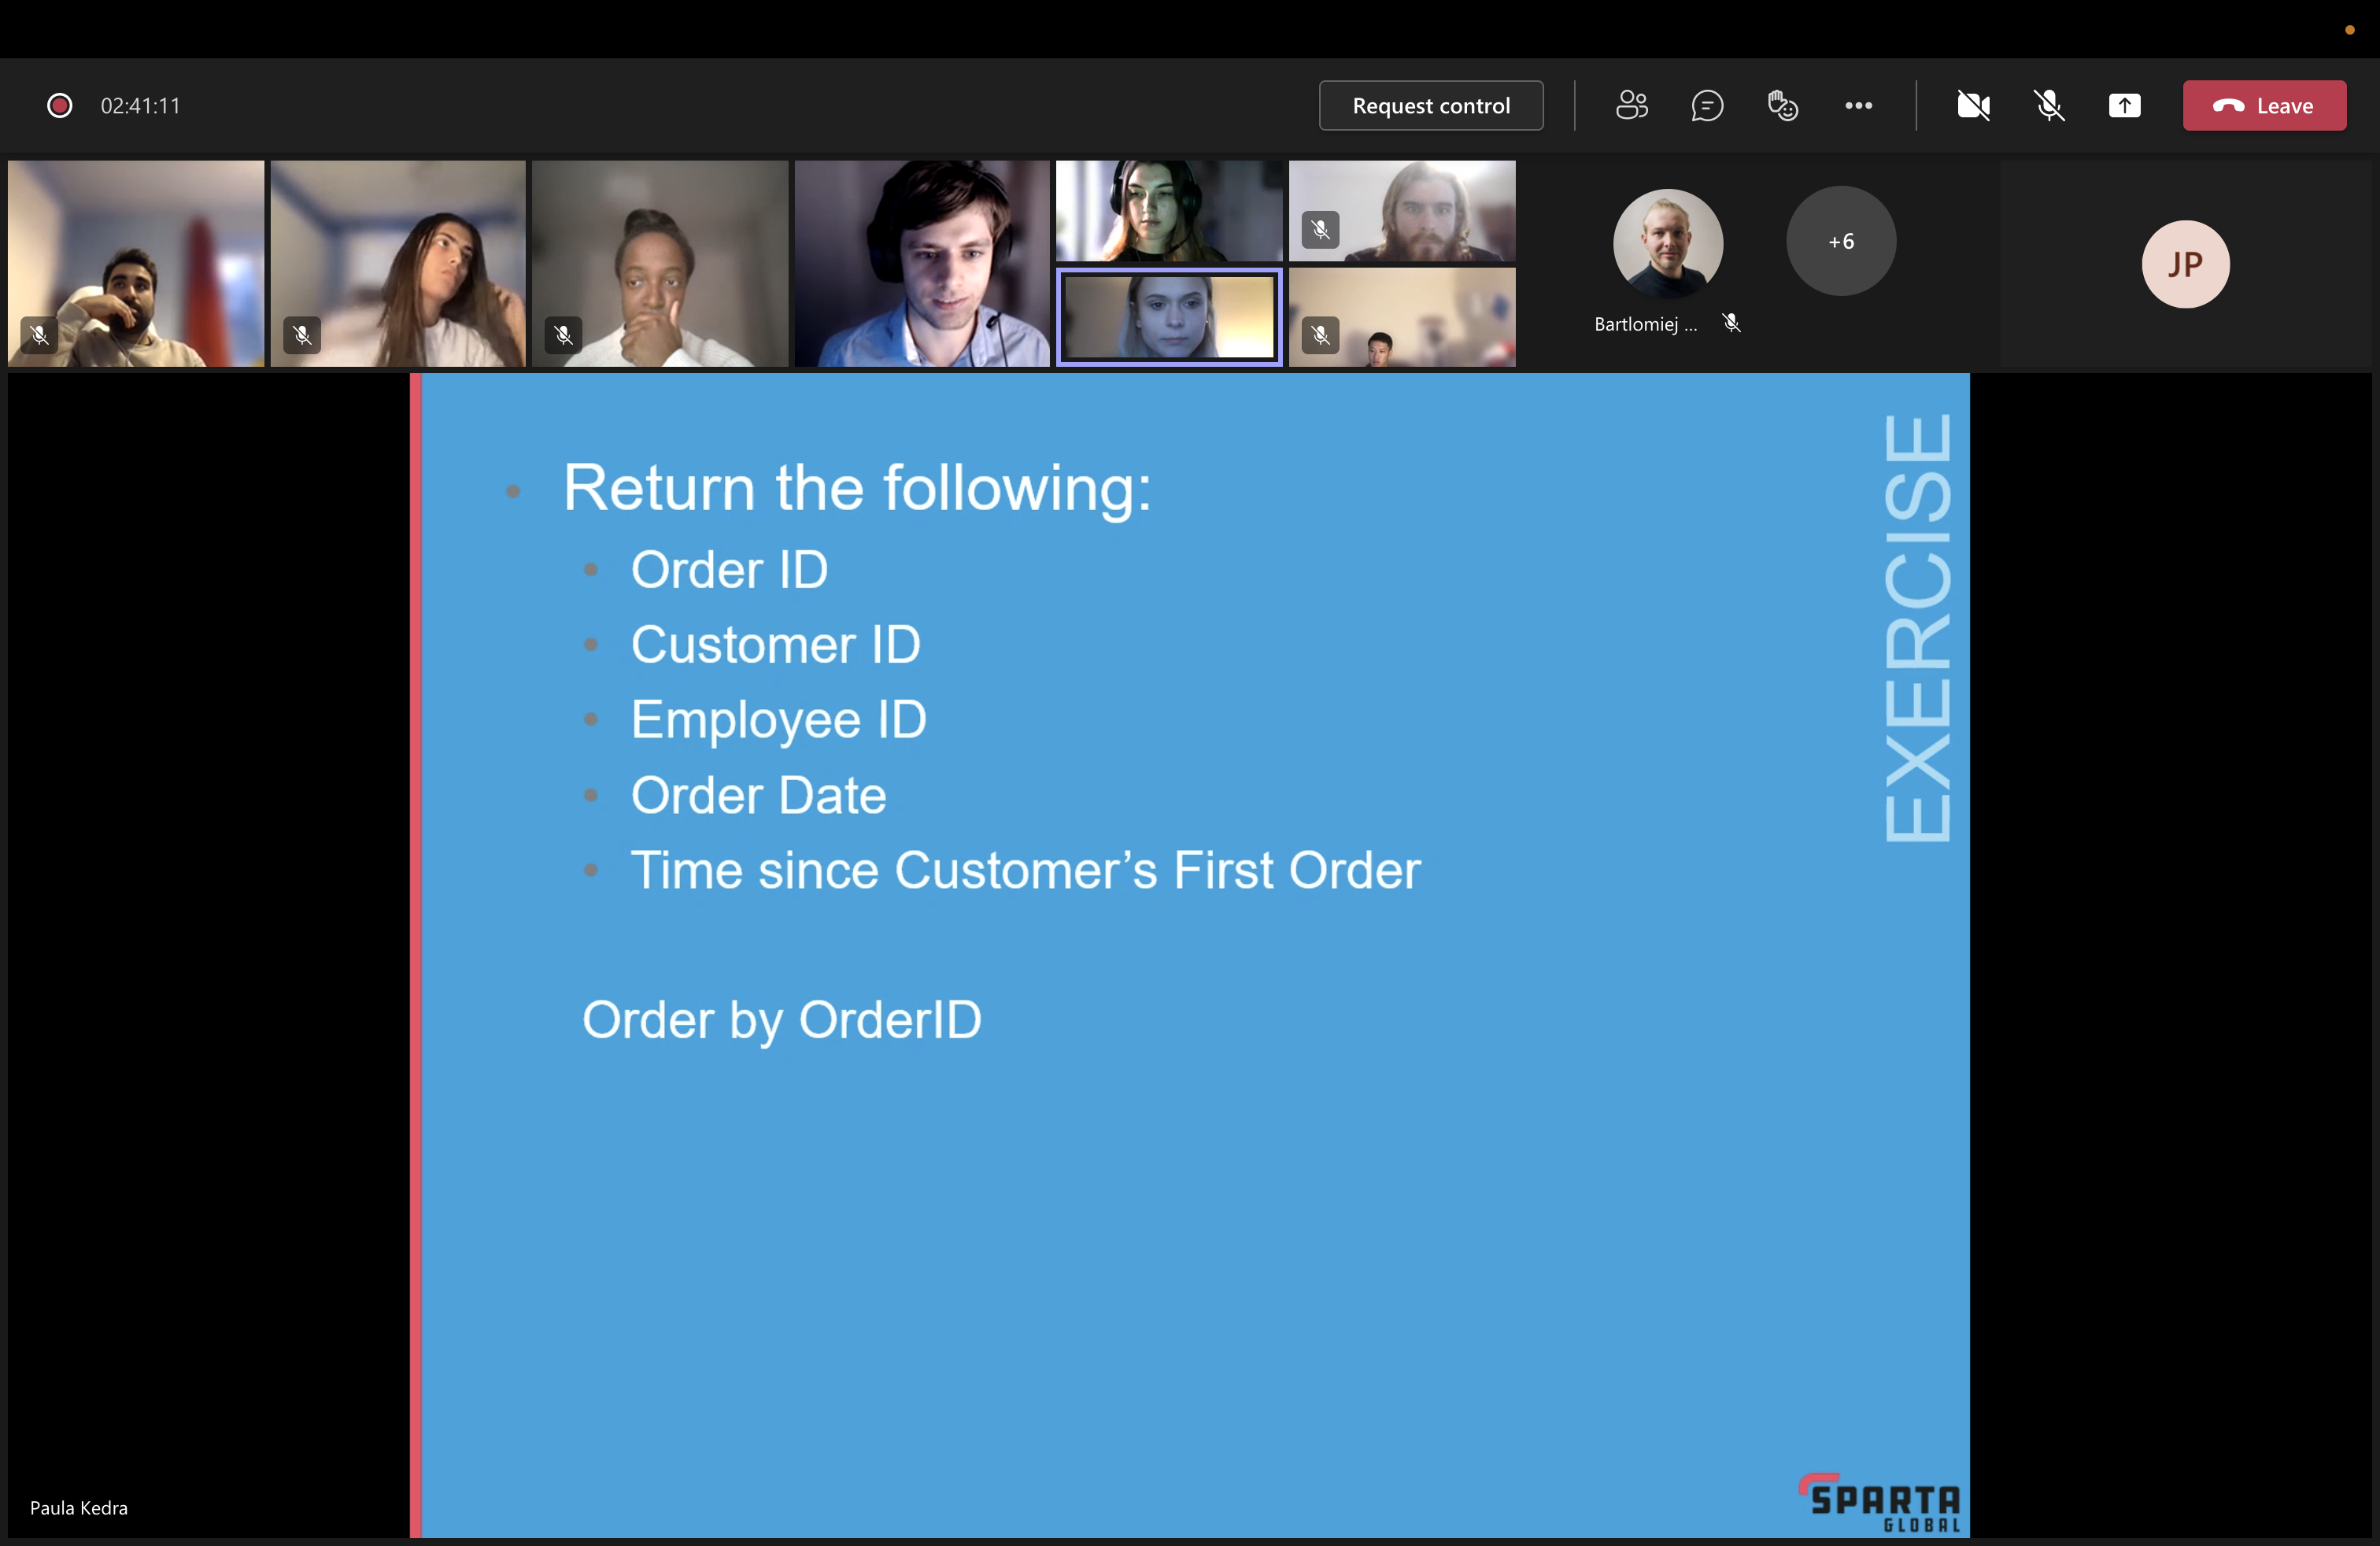 02:41:11
Request control
Leave
+6
JP
Bartlomiej ...
EXERCISE
Return the following:
Order ID
Customer ID
Employee ID
Order Date
Time since Customer’s First Order
Order by OrderID
Paula Kedra
SPARTA
GLOBAL